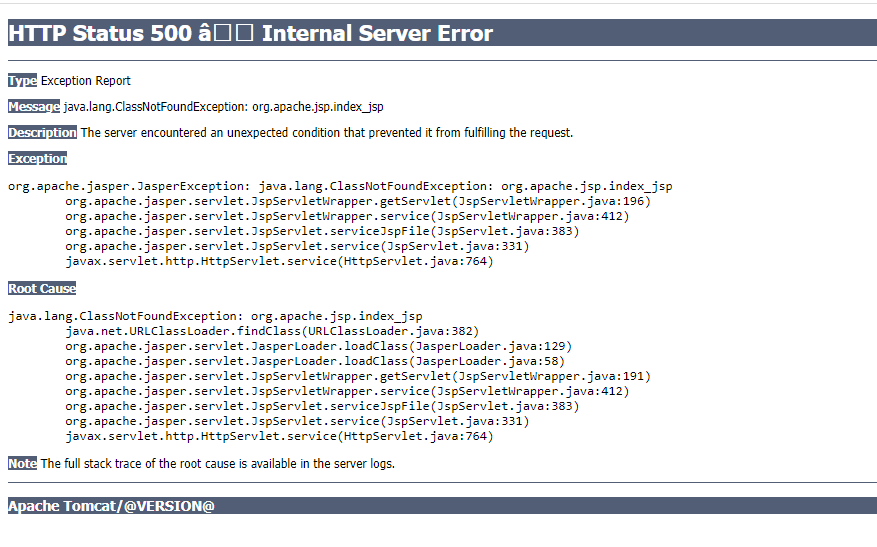 HTTP Status 500 â Internal Server Error
Type Exception Report
Message java.lang.ClassNotFoundException: org.apache.jsp.index_jsp
Description The server encountered an unexpected condition that prevented it from fulfilling the request.
Exception
org.apache.jasper.JasperException: java.lang.ClassNotFoundException: org.apache.jsp.index_jsp
org.apache.jasper.servlet.JspServletWrapper.getServlet(JspServletWrapper.java:196)
org.apache.jasper.servlet.JspServletWrapper.service(JspServletWrapper.java:412)
org.apache.jasper.servlet.JspServlet.serviceJspFile(JspServlet.java:383)
org.apache.jasper.servlet.JspServlet.service(JspServlet.java:331)
javax.servlet.http.HttpServlet.service(HttpServlet.java:764)
Root Cause
java.lang.ClassNotFoundException: org.apache.jsp.index_jsp
java.net.URLClassLoader.findClass(URLClassLoader.java:382)
org.apache.jasper.servlet.JasperLoader.loadClass(JasperLoader.java:129)
org.apache.jasper.servlet.JasperLoader.loadClass(JasperLoader.java:58)
org.apache.jasper.servlet.JspServletWrapper.getServlet(JspServletWrapper.java:191)
org.apache.jasper.servlet.JspServletWrapper.service(JspServletWrapper.java:412)
org.apache.jasper.servlet.JspServlet.serviceJspFile(JspServlet.java:383)
org.apache.jasper.servlet.JspServlet.service(JspServlet.java:331)
javax.servlet.http.HttpServlet.service(HttpServlet.java:764)
Note The full stack trace of the root cause is available in the server logs.
Apache Tomcat/@VERSION@